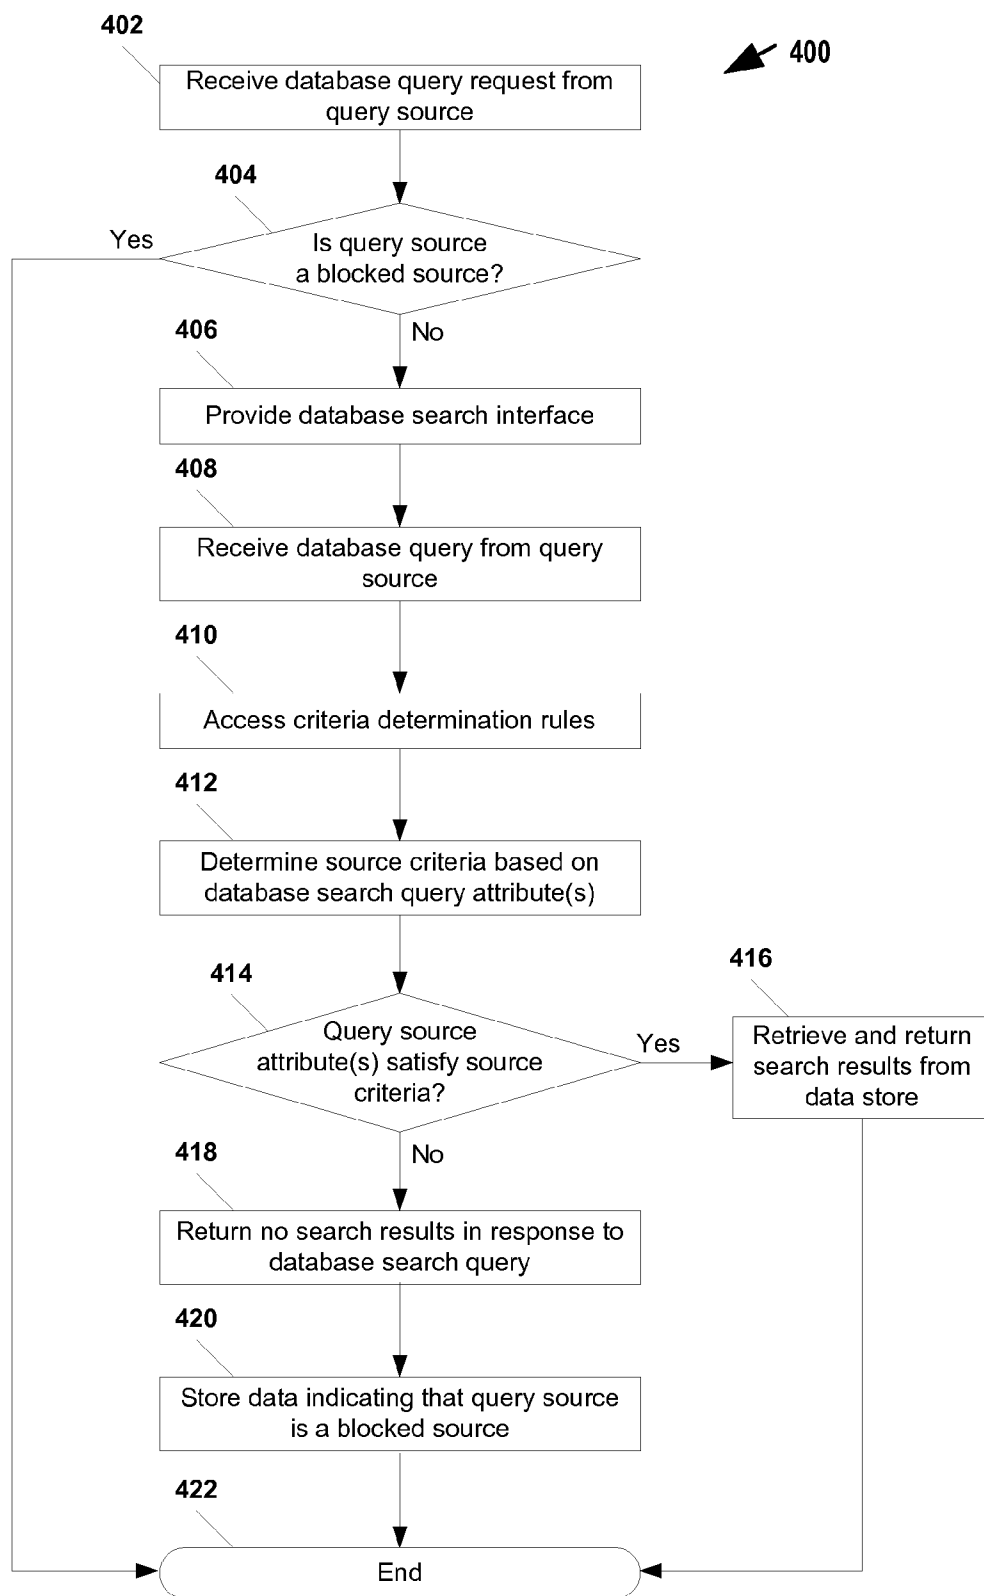 402
400
Receive database query request from
query source
404
Yes
Is query source
a blocked source?
No
406
Provide database search interface
408
Receive database query from query
source
410
Access criteria determination rules
412
Determine source criteria based on
database search query attribute(s)
414
416
Query source
attribute(s) satisfy source
criteria?
Yes
Retrieve and return
search results from
data store
No
418
Return no search results in response to
database search query
420
Store data indicating that query source
is a blocked source
422
End